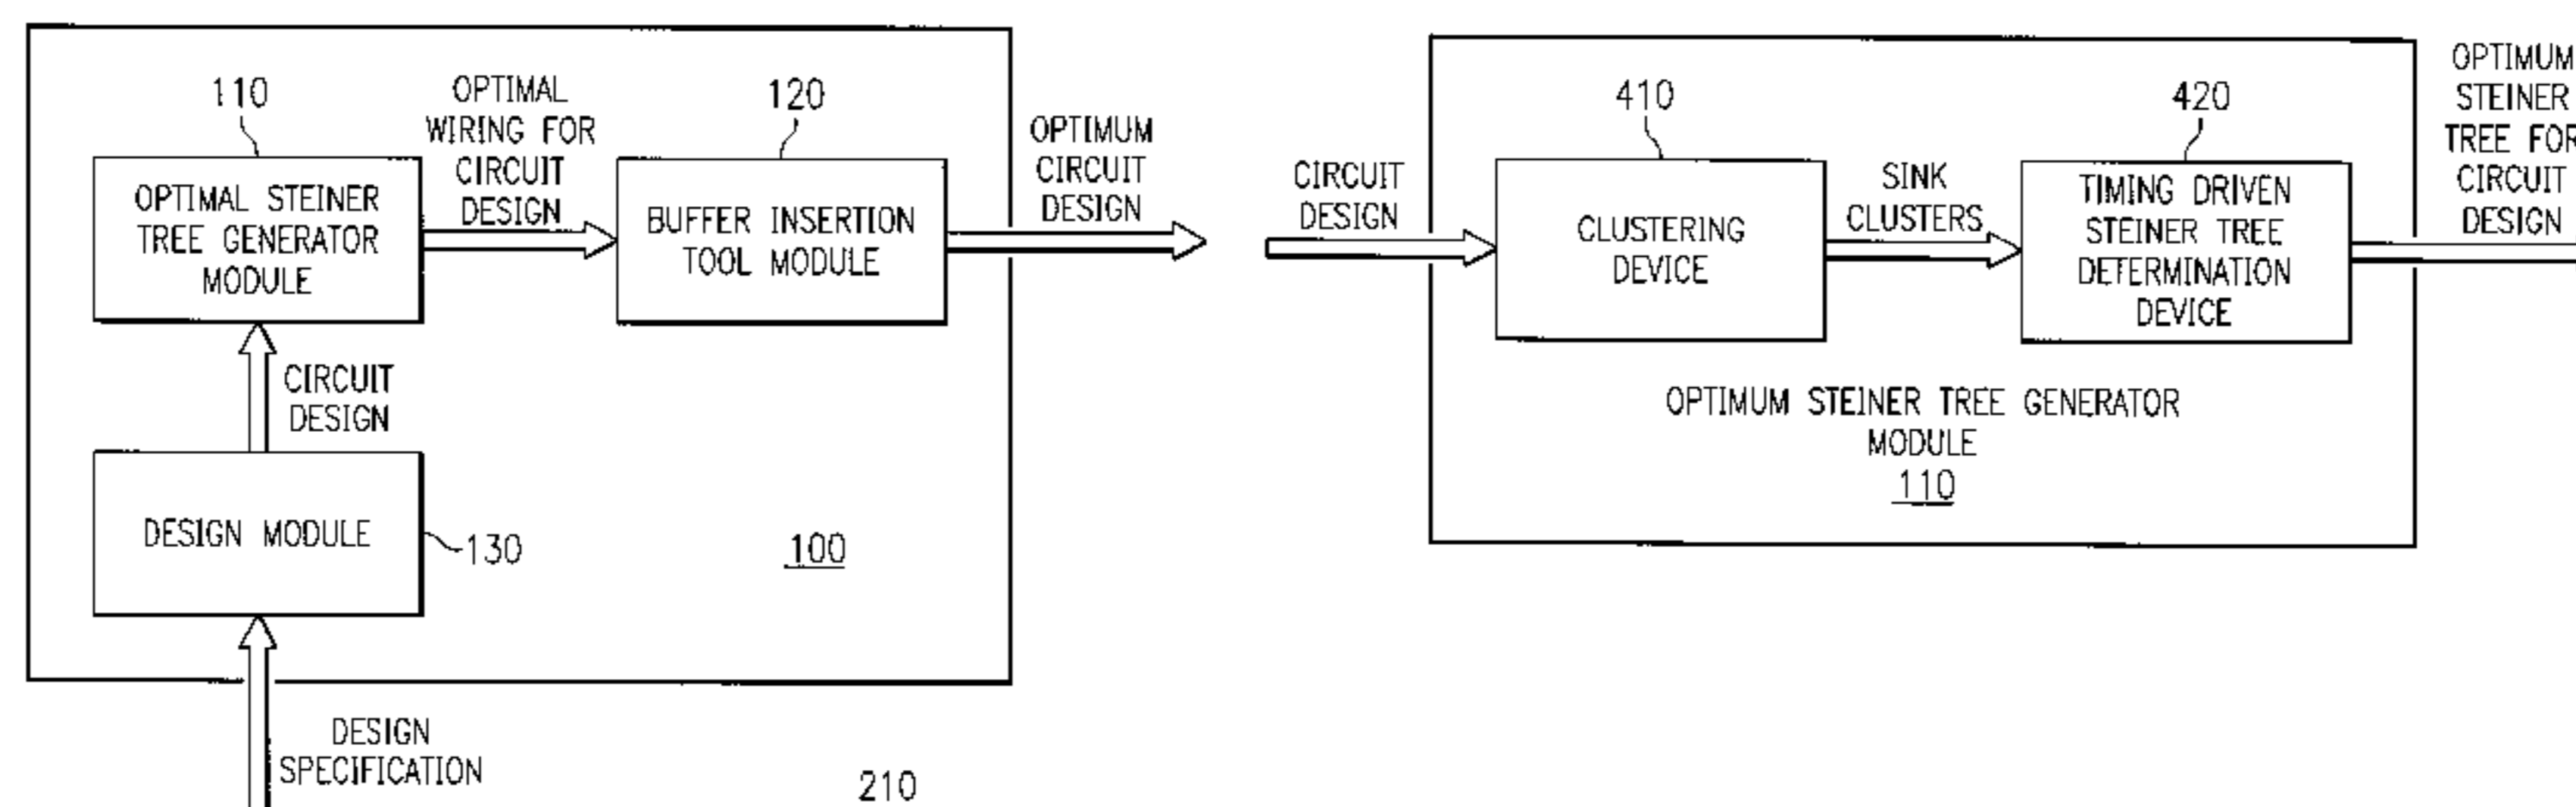 110
OPTIMAL
WIRING FOR
CIRCUIT
DESIGN
120
OPTIMUM
CIRCUIT
DESIGN
OPTIMAL STEINER
TREE GENERATOR
MODULE
BUFFER INSERTION
TOOL MODULE
CIRCUIT
DESIGN
DESIGN MODULE
130
100
DESIGN
SPECIFICATION
210
CIRCUIT
DESIGN
410
CLUSTERING
DEVICE
SINK
CLUSTERS
420
TIMING DRIVEN
STEINER TREE
DETERMINATION
DEVICE
OPTIMUM
STEINER
TREE FOR
CIRCUIT
DESIGN
OPTIMUM STEINER TREE GENERATOR
MODULE
110